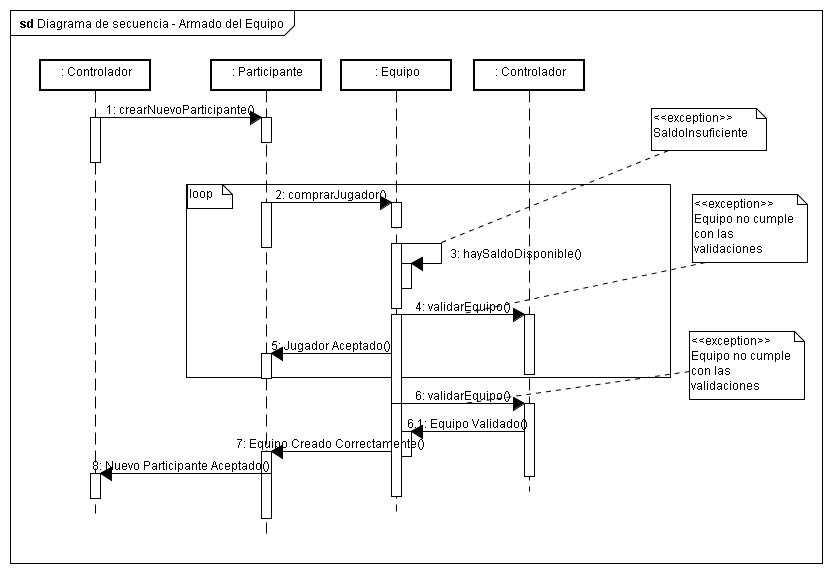 sd Diagrama de secuencia - Armado del Equipo
: Controlador
: Participante
: Equipo
: Controlador
1: crearNuevoParticipante()
<<exception>>
SaldoInsuficiente
loop
2: comprarJugador()
<<exception>>
Equipo no cumple
con las
validaciones
3: haySaldoDisponible()
4: validarEquipo()
5: Jugador Aceptado()
<<exception>>
Equipo no cumple
con las
validaciones
6: validarEquipo()
6.1: Equipo Validado()
7: Equipo Creado Correctamente()
8: Nuevo Participante Aceptado()